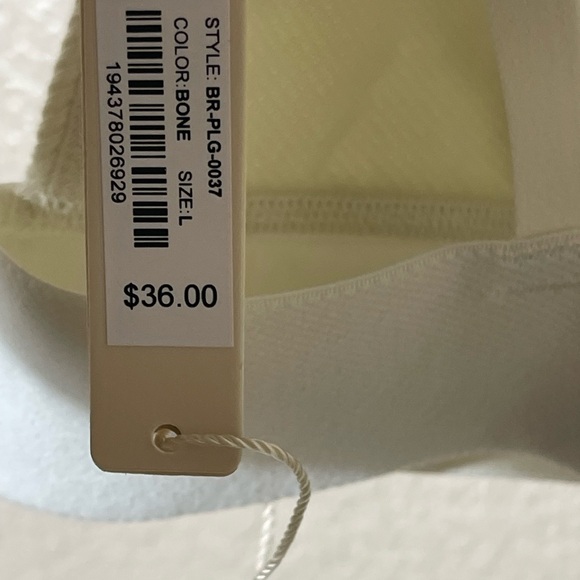 STYLE: BR-PLG-0037
COLOR:BONE SIZE:L
194378026929
$36.00